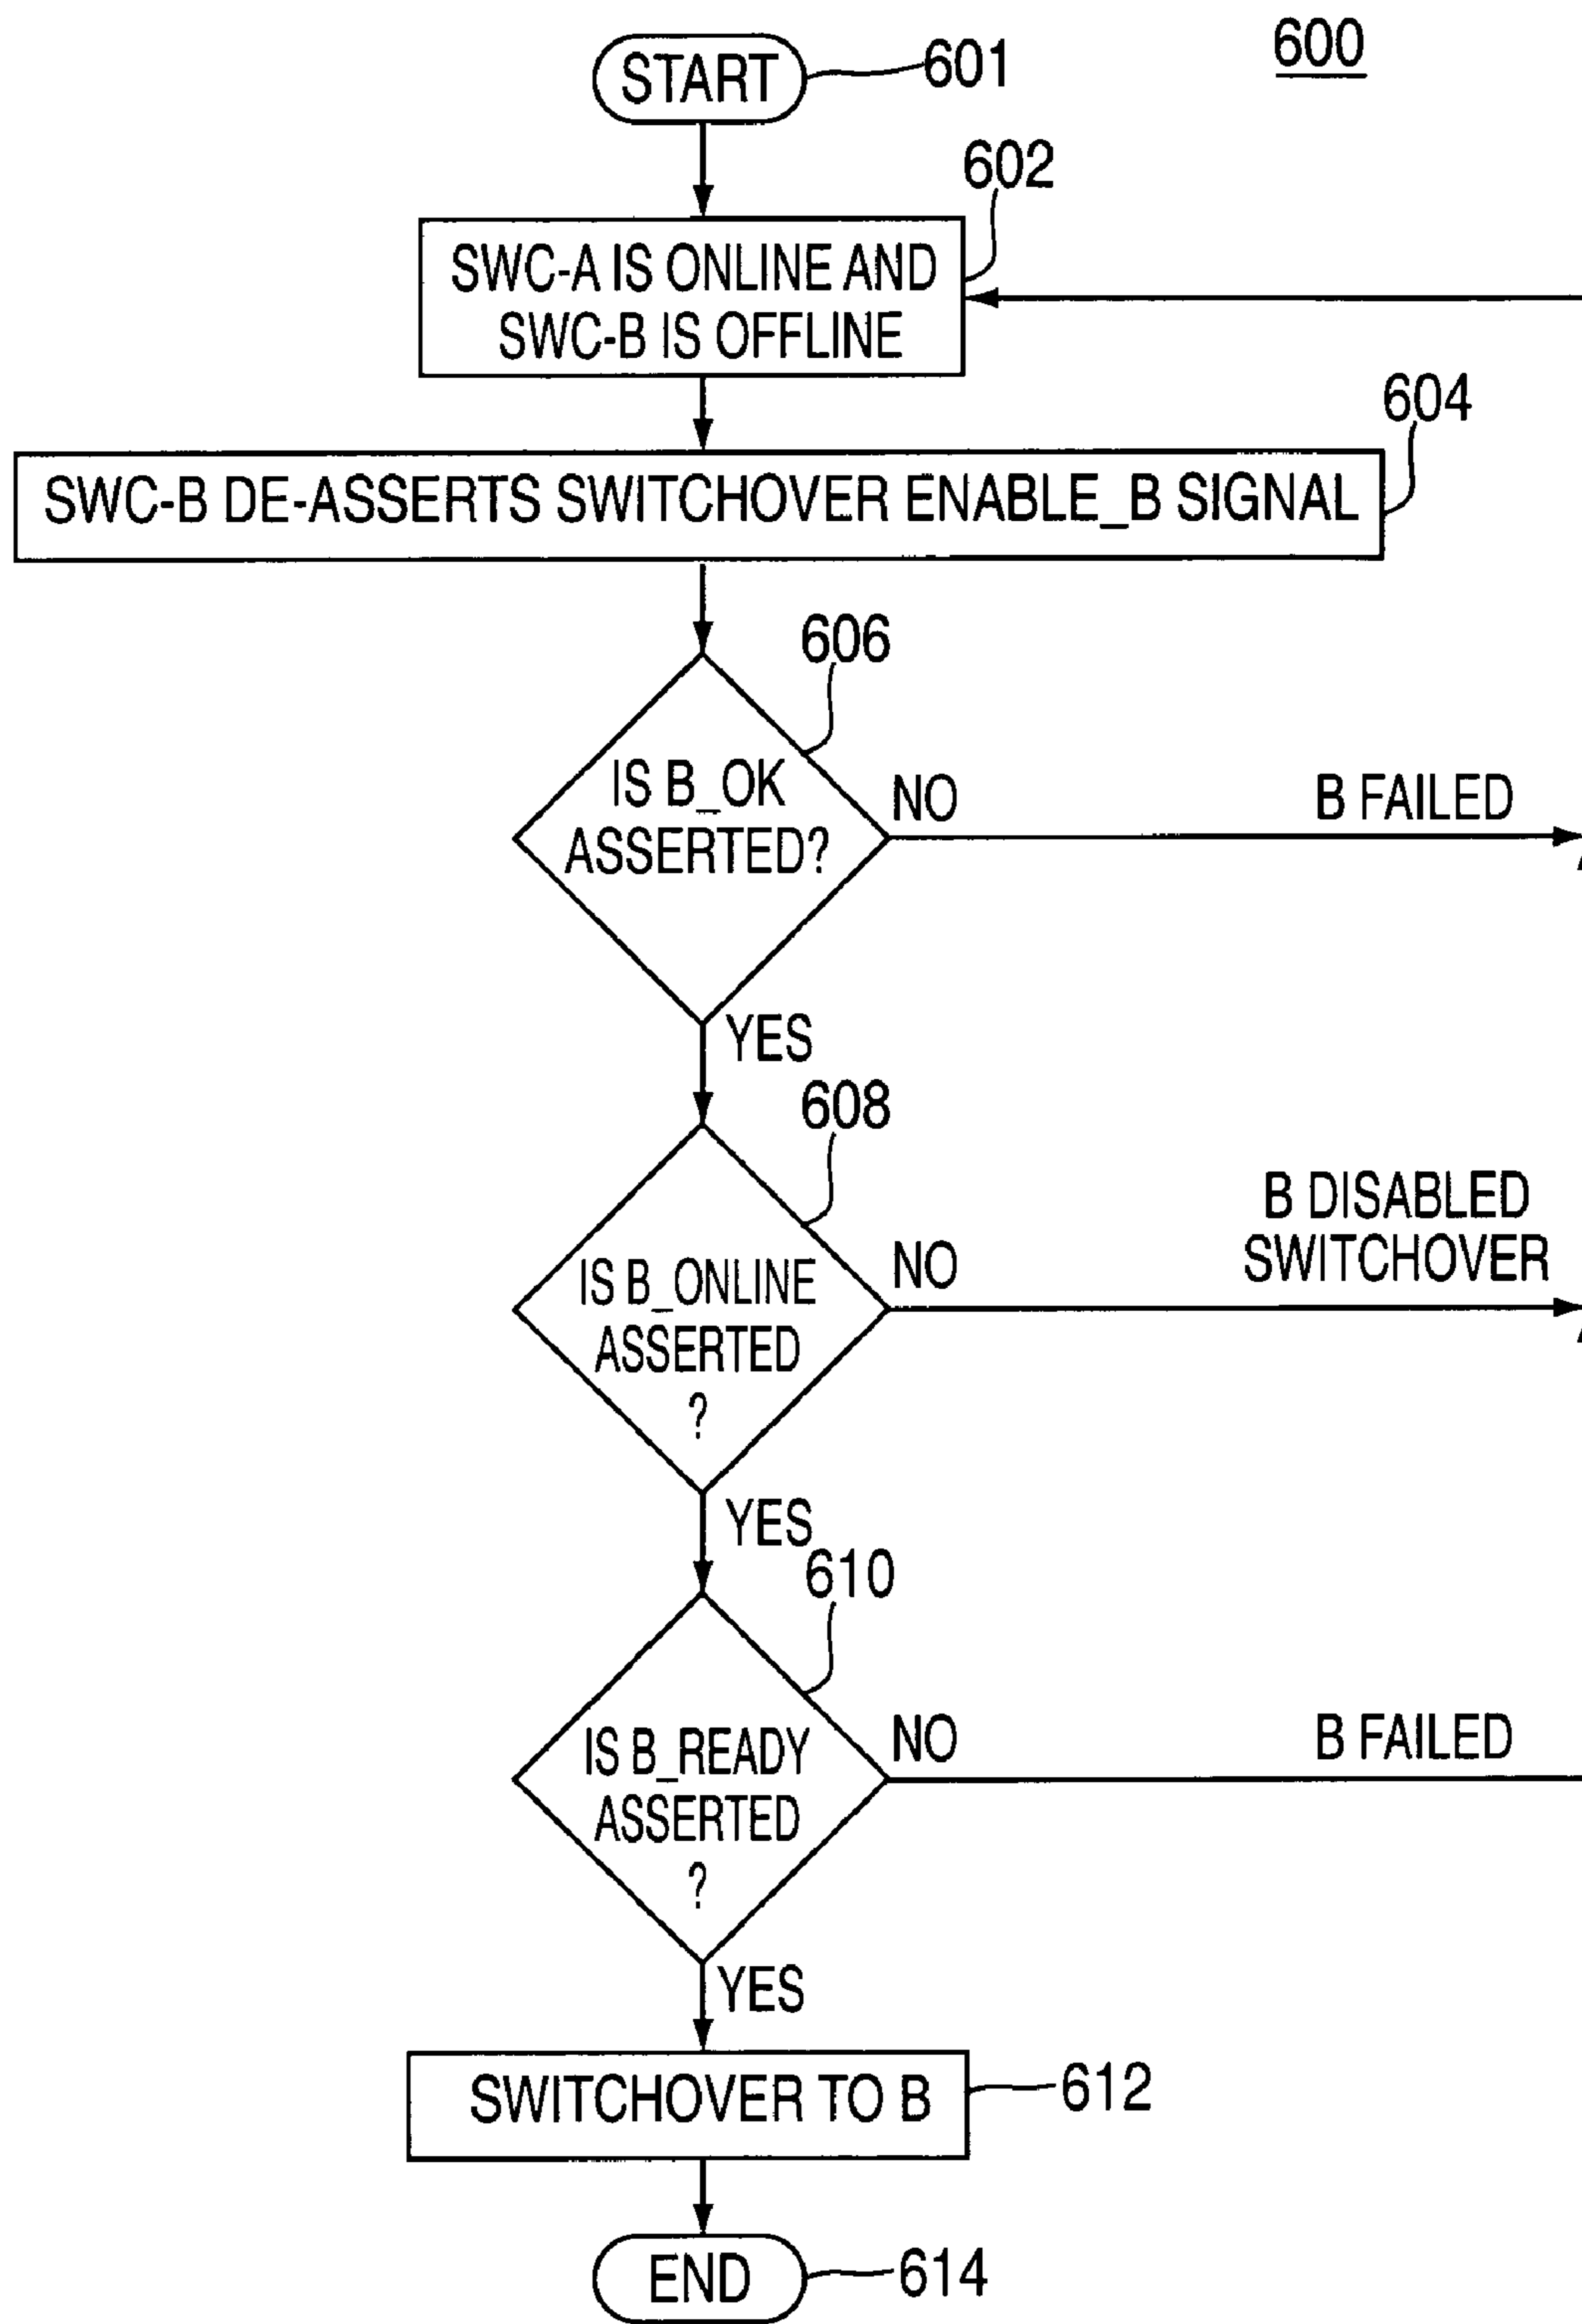 600
START
601
602
SWC-A IS ONLINE AND
SWC-B IS OFFLINE
604
SWC-B DE-ASSERTS SWITCHOVER ENABLE_B SIGNAL
606
IS B_OK
ASSERTED?
NO
B FAILED
YES
608
IS B_ONLINE
ASSERTED
?
NO
B DISABLED
SWITCHOVER
YES
610
IS B_READY
ASSERTED
?
NO
B FAILED
YES
SWITCHOVER TO B
612
END
614